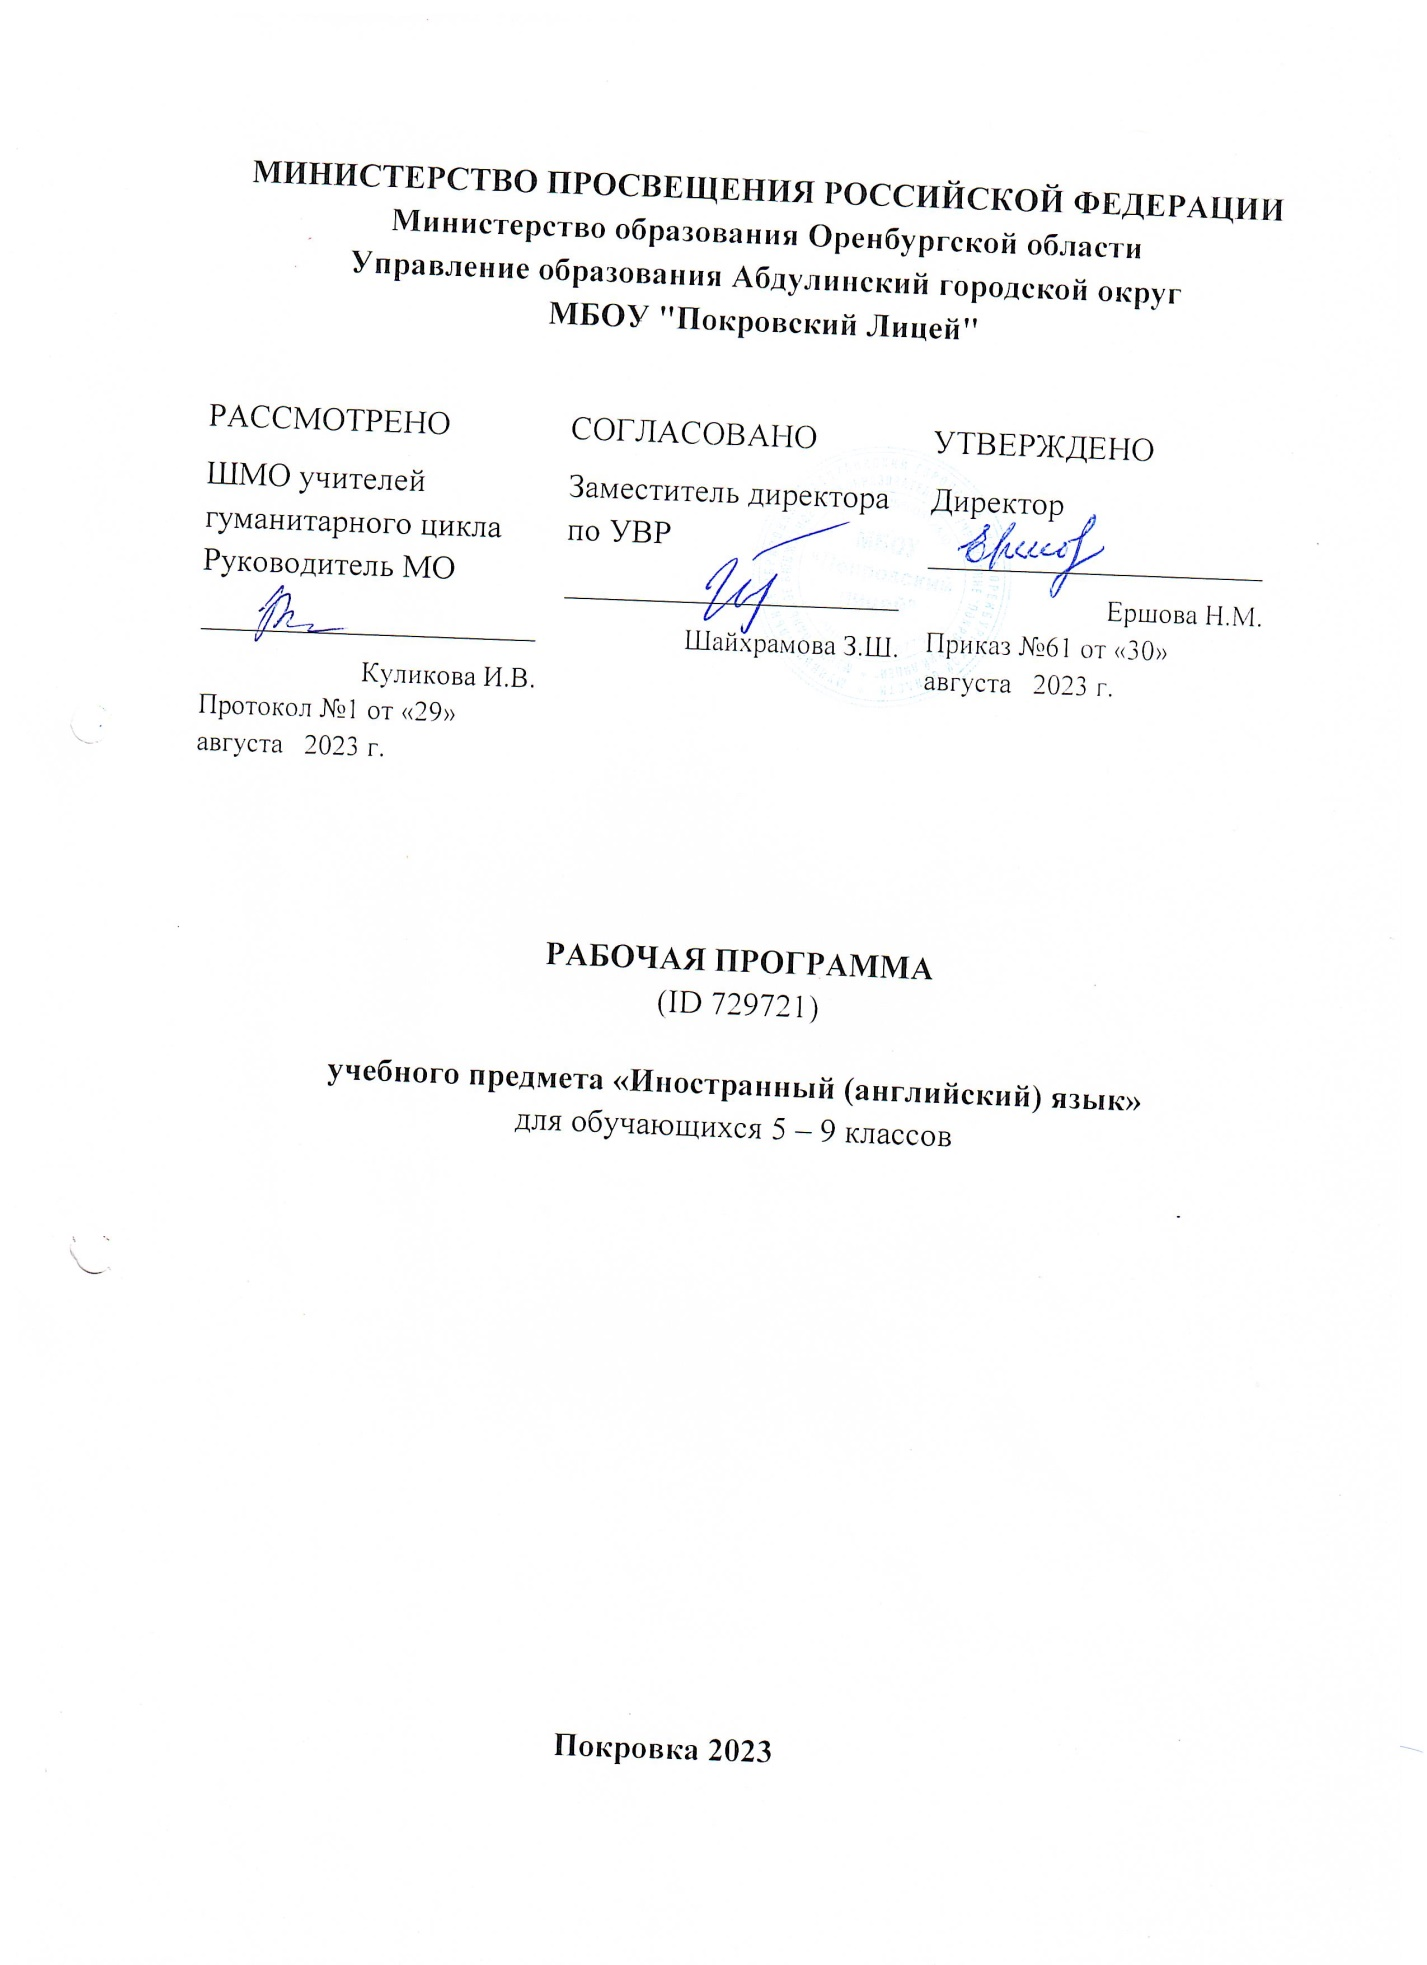 МИНИСТЕРСТВО ПРОСВЕЩЕНИЯ РОССИЙСКОЙ ФЕДЕРАЦИИ
Министерство образования Оренбургской области
Управление образования Абдулинский городской округ
МБОУ "Покровский Лицей"
РАССМОТРЕНО
ШМО учителей
гуманитарного цикла
Руководитель МО
Куликова И.В.
Протокол №1 от «29»
августа 2023 г.
СОГЛАСОВАНО
Заместитель директора
по УВР
Шайхрамова З.Ш.
УТВЕРЖДЕНО
Директор
Ершова Н.М.
Приказ №61 от «30»
августа 2023 г.
МБОУ
Покровский
РАБОЧАЯ ПРОГРАММА
(ID 729721)
учебного предмета «Иностранный (английский) язык»
для обучающихся 5 – 9 классов
Покровка 2023